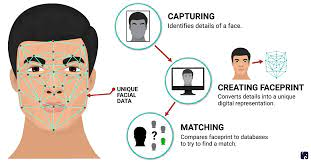 CAPTURING
Identifies details of a face.
UNIQUE
FACIAL
DATA
CREATING FACEPRINT
Converts details into a unique
digital representation.
MATCHING
Compares faceprint to databases
to try to find a match.